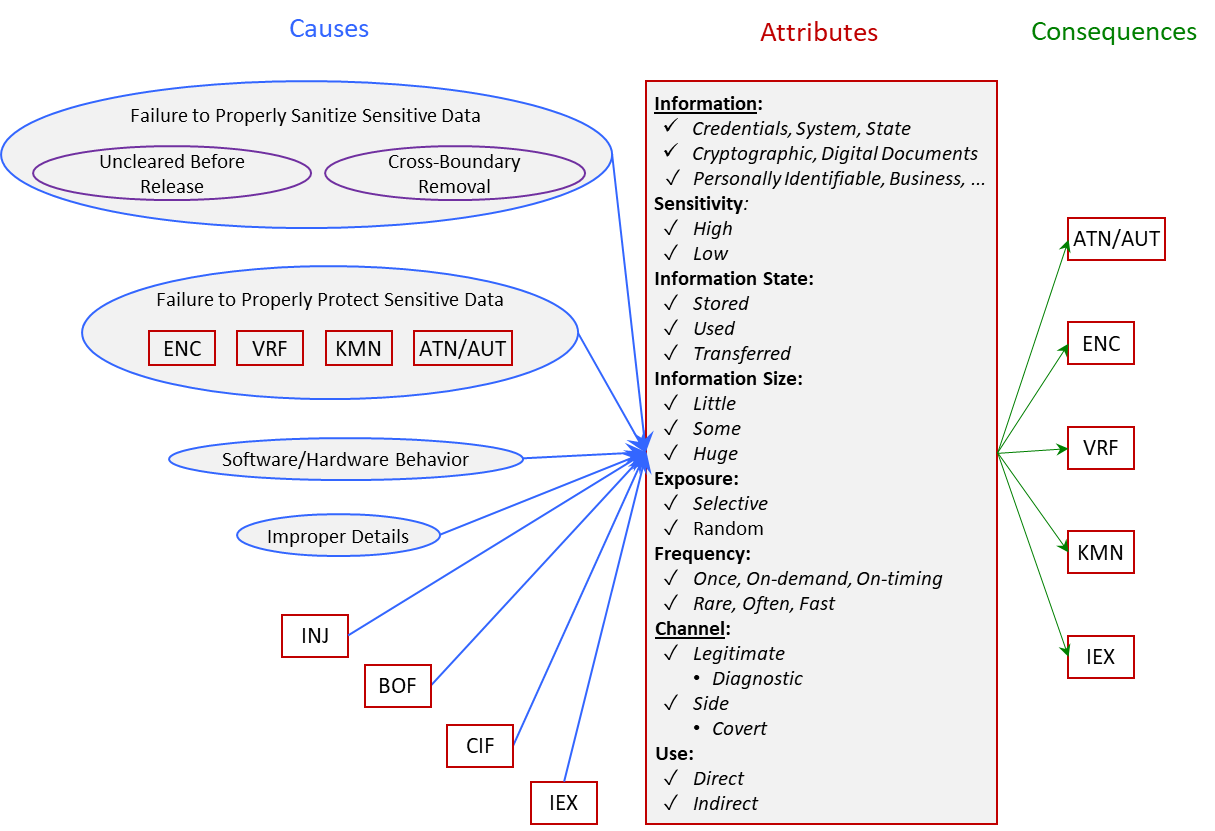 Causes
Attributes
Consequences
Failure to Properly Sanitize Sensitive Data
Uncleared Before
Release
Cross-Boundary
Removal
Failure to Properly Protect Sensitive Data
ENC
VRF
KMN
ATN/AUT
Software/Hardware Behavior
Improper Details
INJ
BOF
CIF
IEX
Information:
✓ Credentials, System, State
✓ Cryptographic, Digital Documents
✓ Personally Identifiable, Business, ...
Sensitivity:
✓ High
✓ Low
Information State:
✓ Stored
✓ Used
✓ Transferred
Information Size:
✓ Little
✓ Some
✓ Huge
Exposure:
✓ Selective
✓ Random
Frequency:
✓ Once, On-demand, On-timing
✓ Rare, Often, Fast
Channel:
✓ Legitimate
• Diagnostic
✓ Side
• Covert
Use:
✓ Direct
✓ Indirect
ATN/AUT
ENC
VRF
KMN
IEX